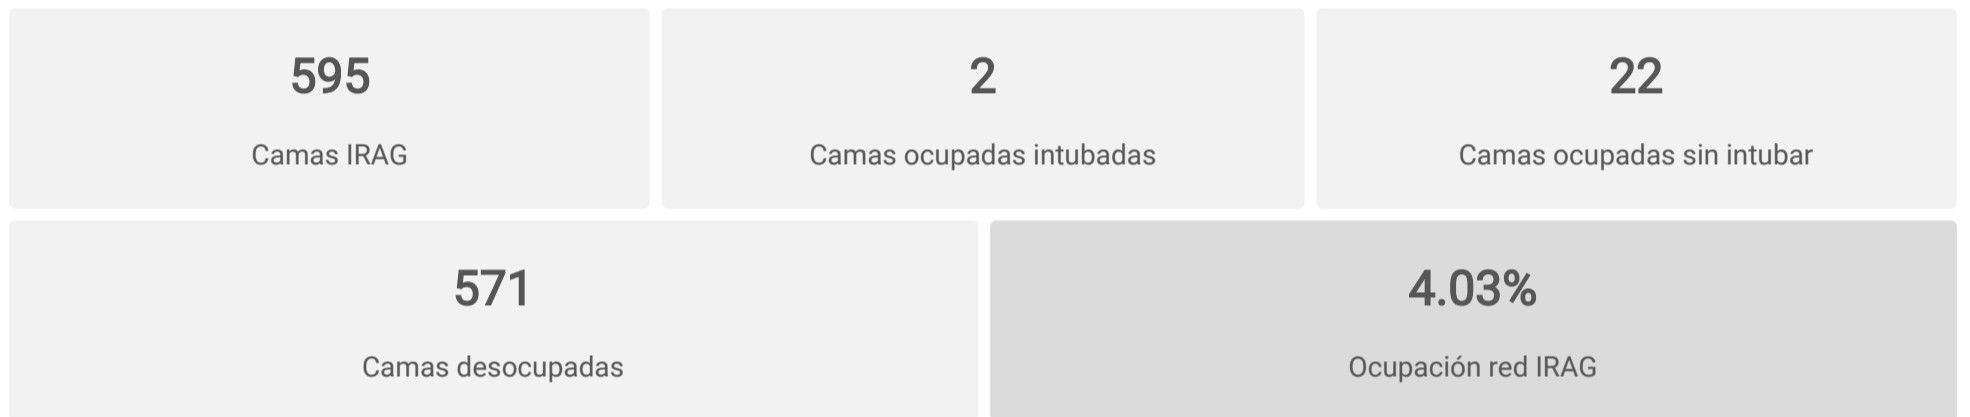 595
Camas IRAG
2
Camas ocupadas intubadas
22
Camas ocupadas sin intubar
571
Camas desocupadas
4.03%
Ocupación red IRAG